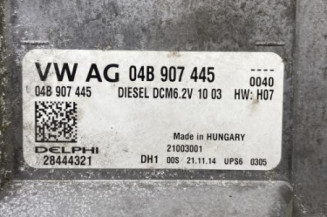 VW AG 04B 907 445
04B 907 445 DIESEL DCM6.2V 10 03 0040
HW: H07
DELPHI Made in HUNGARY
28444321 21003001
DH1 00S 21.11.14 UPS6 0305